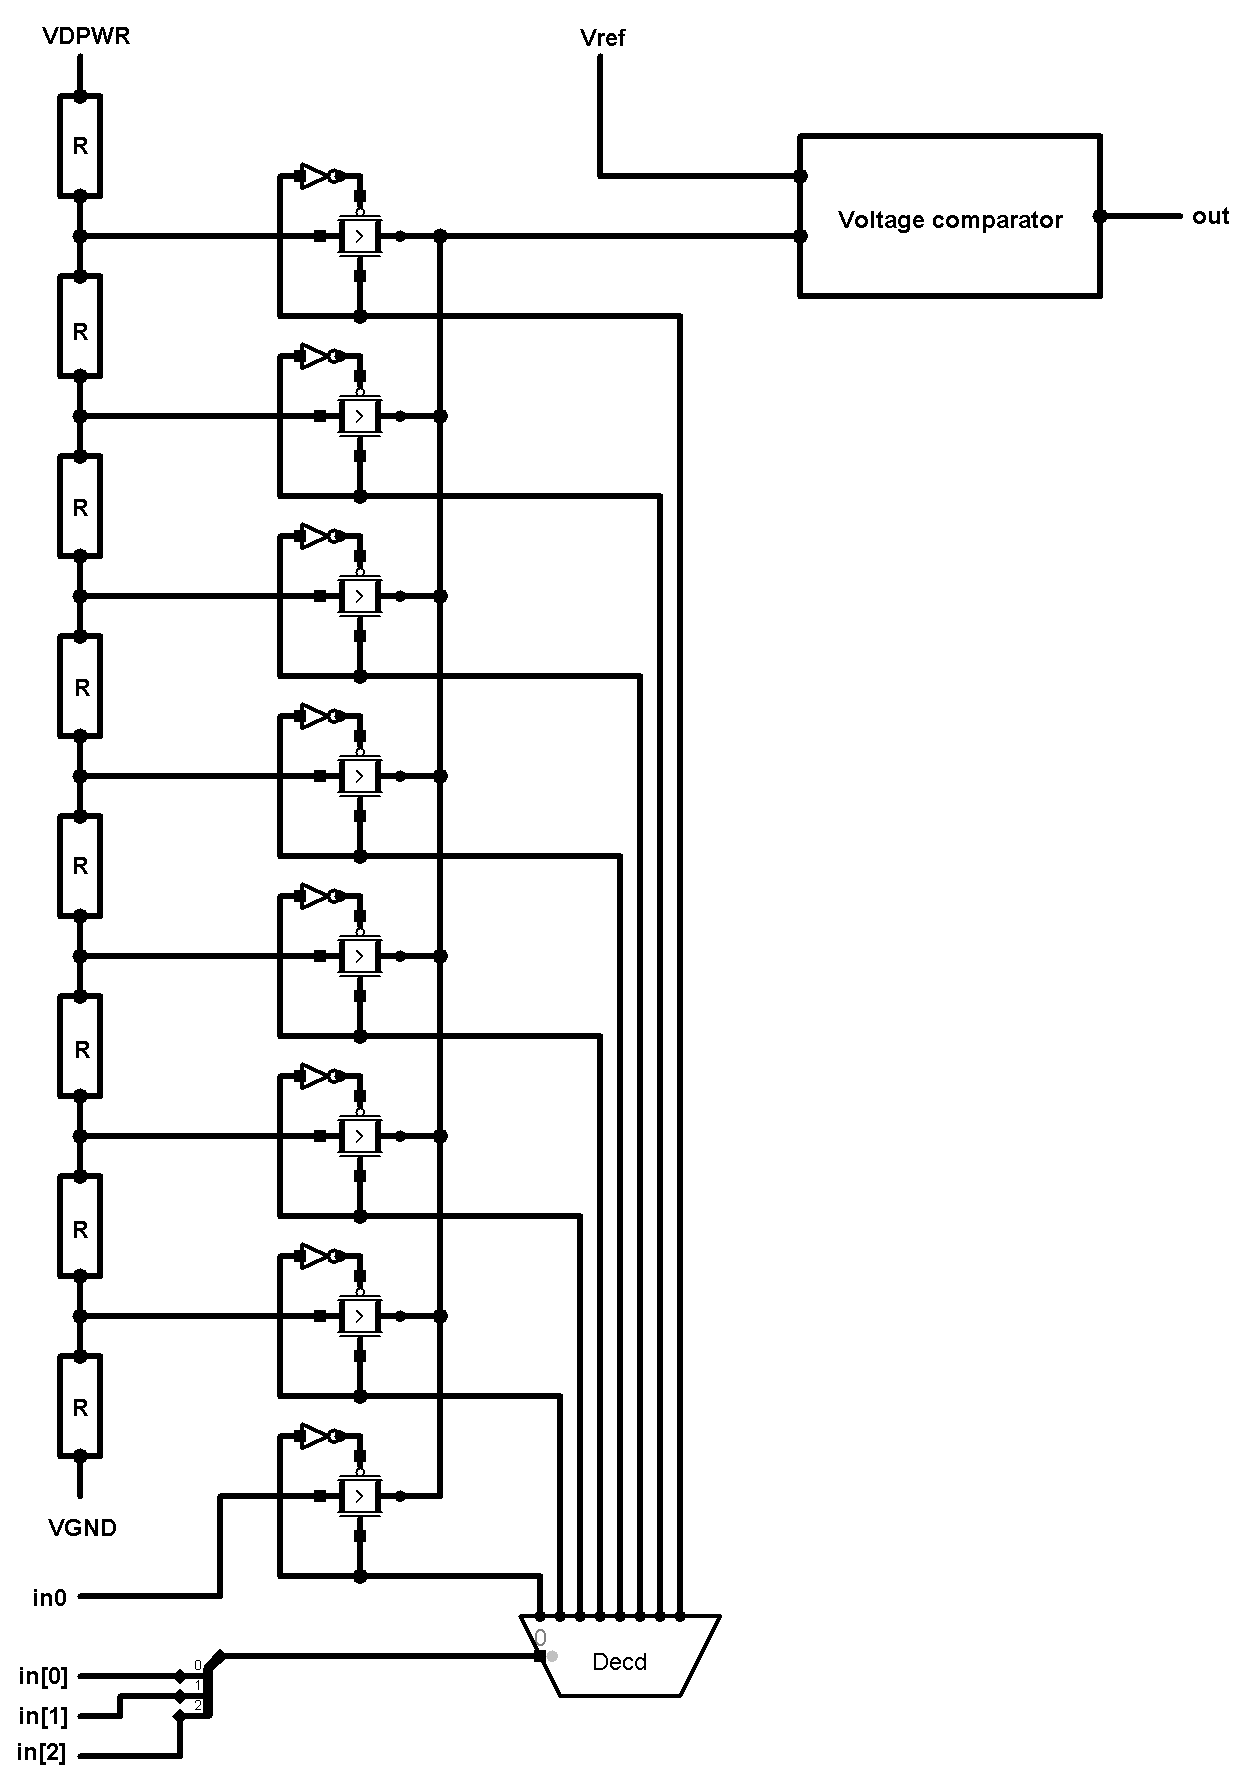 VDPWR
Vref
R
Voltage comparator
out
>
R
>
R
>
R
>
R
>
R
>
R
>
R
>
VGND
in0
0
Decd
in[0]
0
in[1]
1
in[2]
2